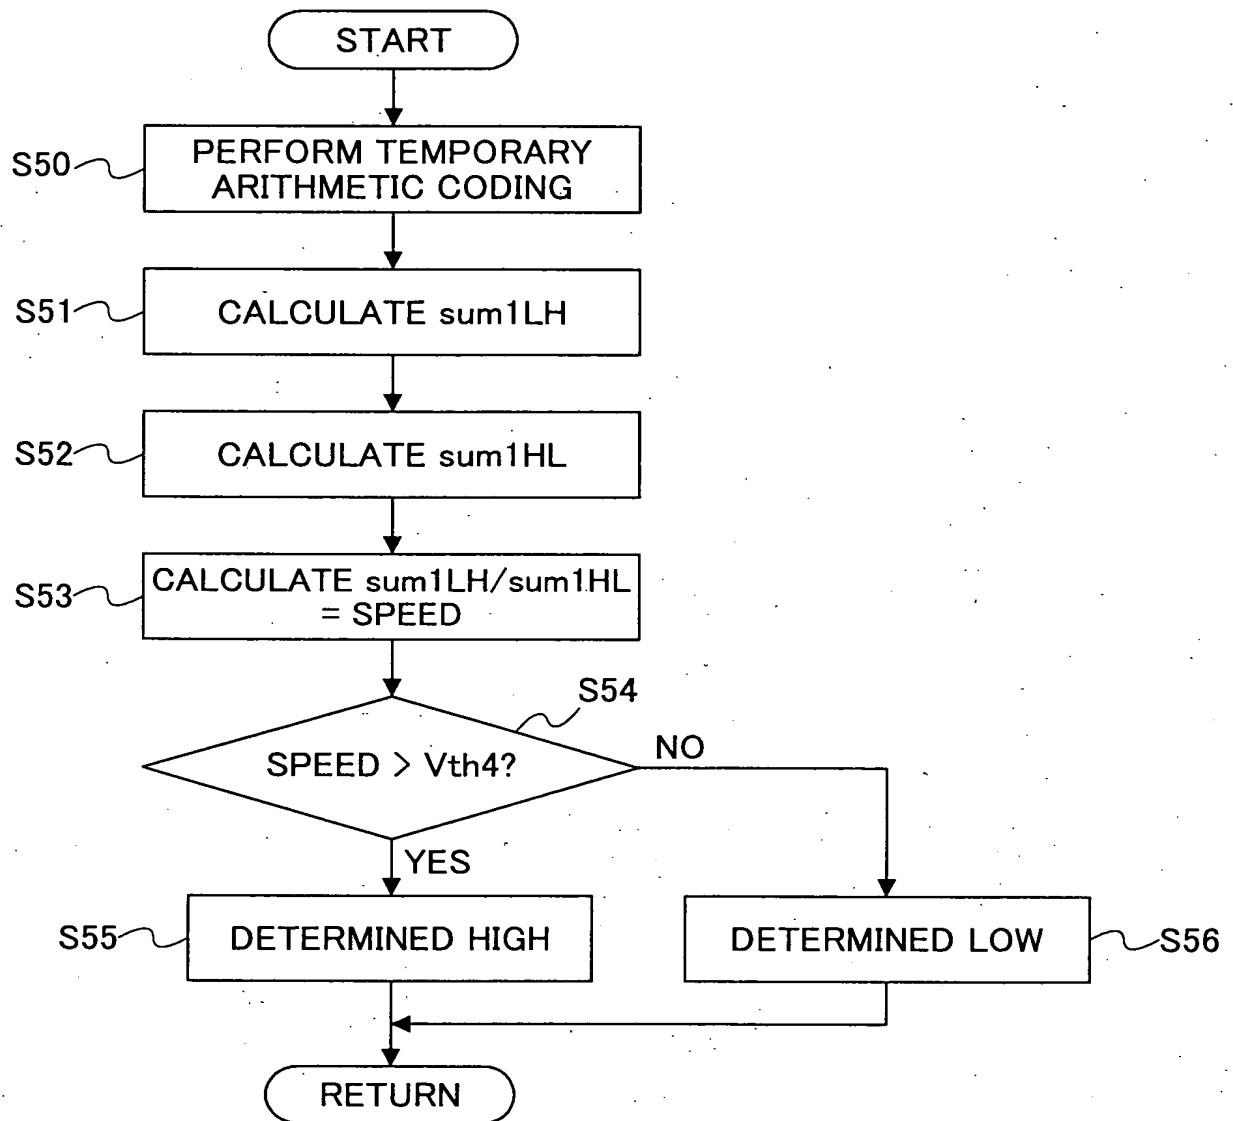 START
S50
PERFORM TEMPORARY
ARITHMETIC CODING
S51
CALCULATE sum1LH
S52
CALCULATE sum1HL
S53
CALCULATE sum1LH/sum1HL
= SPEED
S54
SPEED > Vth4?
NO
YES
S55
DETERMINED HIGH
DETERMINED LOW
S56
RETURN